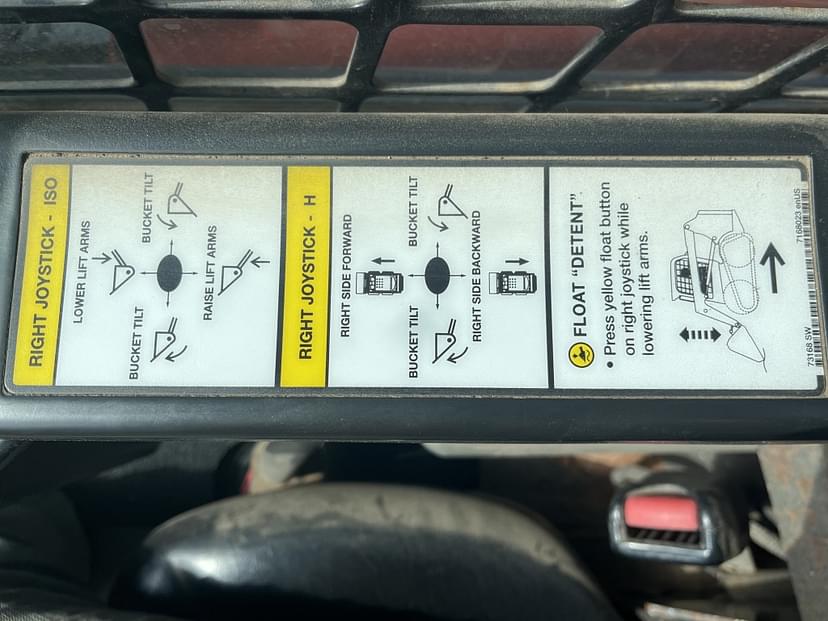 RIGHT JOYSTICK - ISO
LOWER LIFT ARMS
BUCKET TILT
BUCKET TILT
RAISE LIFT ARMS
RIGHT JOYSTICK - H
RIGHT SIDE FORWARD
BUCKET TILT
BUCKET TILT
RIGHT SIDE BACKWARD
FLOAT “DETENT”
• Press yellow float button
on right joystick while
lowering lift arms.
73168 SW
7168023 enUS